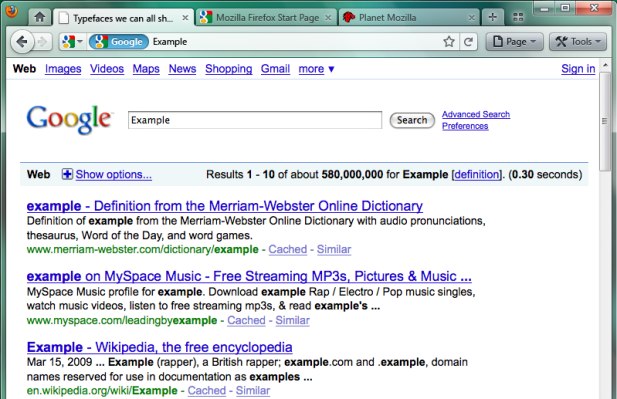 Typefaces we can all sh...
Mozilla Firefox Start Page
Planet Mozilla
Google
Example
Page
Tools
Web Images Videos Maps News Shopping Gmail more ▼
Sign in
Google
Example
Search
Advanced Search
Preferences
Web
Show options...
Results 1 - 10 of about 580,000,000 for Example [definition]. (0.30 seconds)
example - Definition from the Merriam-Webster Online Dictionary
Definition of example from the Merriam-Webster Online Dictionary with audio pronunciations,
thesaurus, Word of the Day, and word games.
www.merriam-webster.com/dictionary/example - Cached - Similar
example on MySpace Music - Free Streaming MP3s, Pictures & Music ...
MySpace Music profile for example. Download example Rap / Electro / Pop music singles,
watch music videos, listen to free streaming mp3s, & read example's ...
www.myspace.com/leadingbyexample - Cached - Similar
Example - Wikipedia, the free encyclopedia
Mar 15, 2009 ... Example (rapper), a British rapper; example.com and .example, domain
names reserved for use in documentation as examples ...
en.wikipedia.org/wiki/Example - Cached - Similar